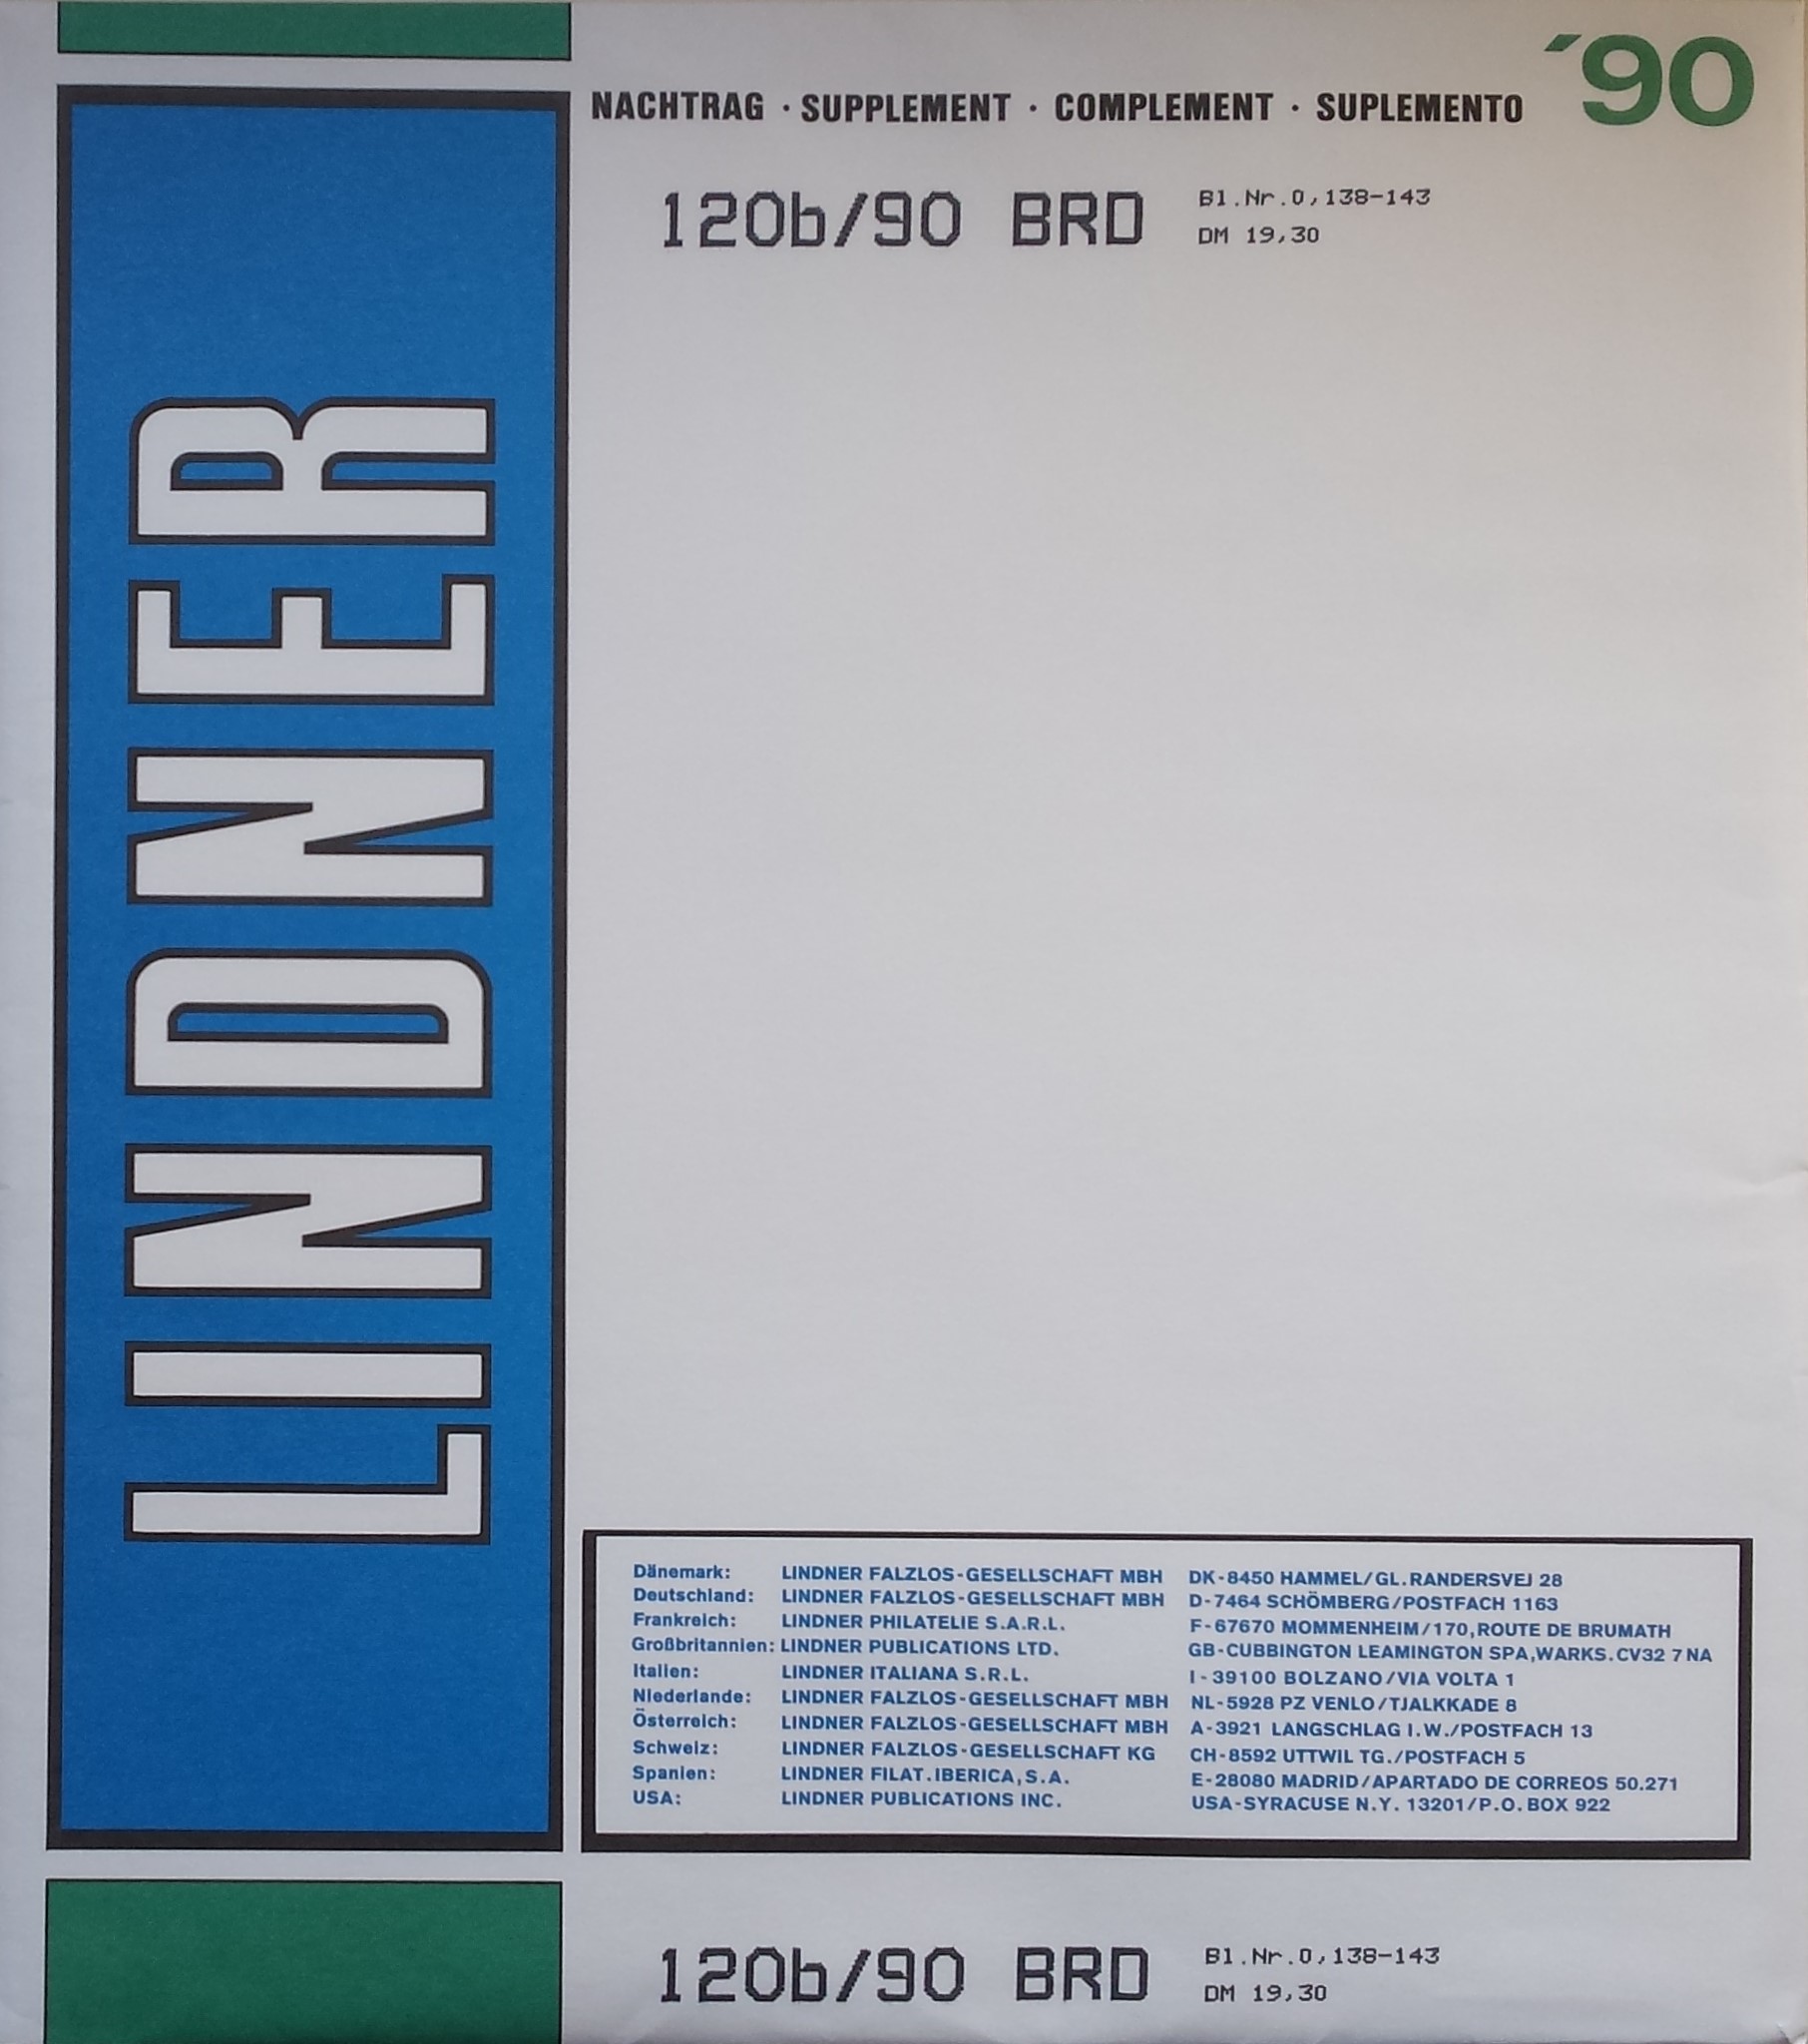 ´90
NACHTRAG · SUPPLEMENT · COMPLEMENT · SUPLEMENTO
120b/90 BRD
Bl.Nr.0,138-143
DM 19,30
LINDNER
Dänemark: LINDNER FALZLOS-GESELLSCHAFT MBH DK-8450 HAMMEL/GL.RANDERSVEJ 28
Deutschland: LINDNER FALZLOS-GESELLSCHAFT MBH D-7464 SCHÖMBERG/POSTFACH 1163
Frankreich: LINDNER PHILATELIE S.A.R.L. F-67670 MOMMENHEIM/170,ROUTE DE BRUMATH
Großbritannien: LINDNER PUBLICATIONS LTD. GB-CUBBINGTON LEAMINGTON SPA,WARKS.CV32 7NA
Italien: LINDNER ITALIANA S.R.L. I-39100 BOLZANO/VIA VOLTA 1
Niederlande: LINDNER FALZLOS-GESELLSCHAFT MBH NL-5928 PZ VENLO/TJALKKADE 8
Österreich: LINDNER FALZLOS-GESELLSCHAFT MBH A-3921 LANGSCHLAG I.W./POSTFACH 13
Schweiz: LINDNER FALZLOS-GESELLSCHAFT KG CH-8592 UTTWIL TG./POSTFACH 5
Spanien: LINDNER FILAT.IBERICA,S.A. E-28080 MADRID/APARTADO DE CORREOS 50.271
USA: LINDNER PUBLICATIONS INC. USA-SYRACUSE N.Y. 13201/P.O.BOX 922
120b/90 BRD
Bl.Nr.0,138-143
DM 19,30